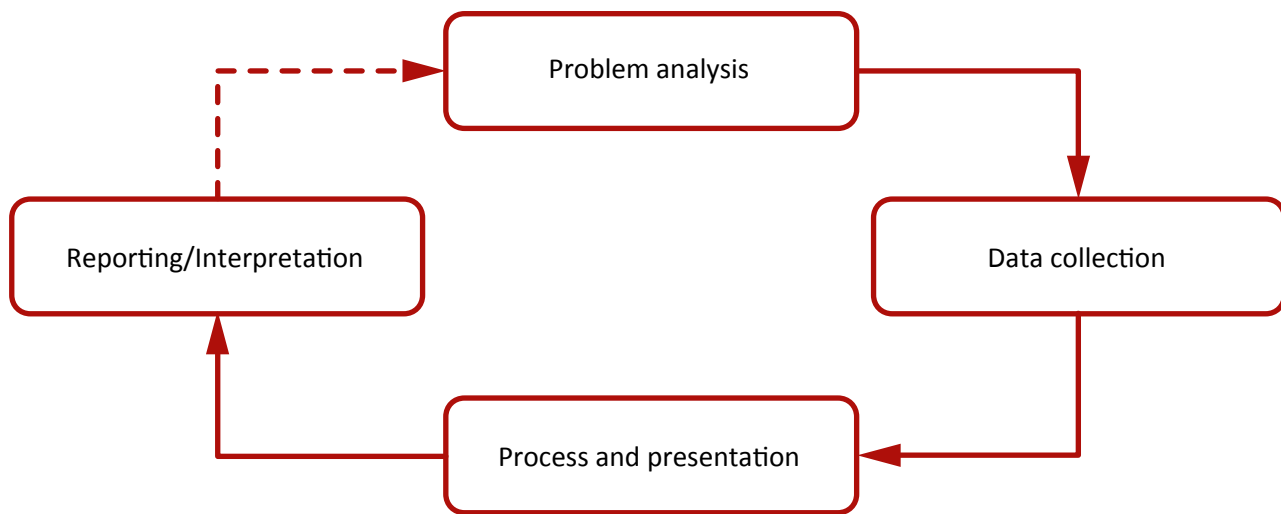 Problem analysis
Reporting/Interpretation
Data collection
Process and presentation